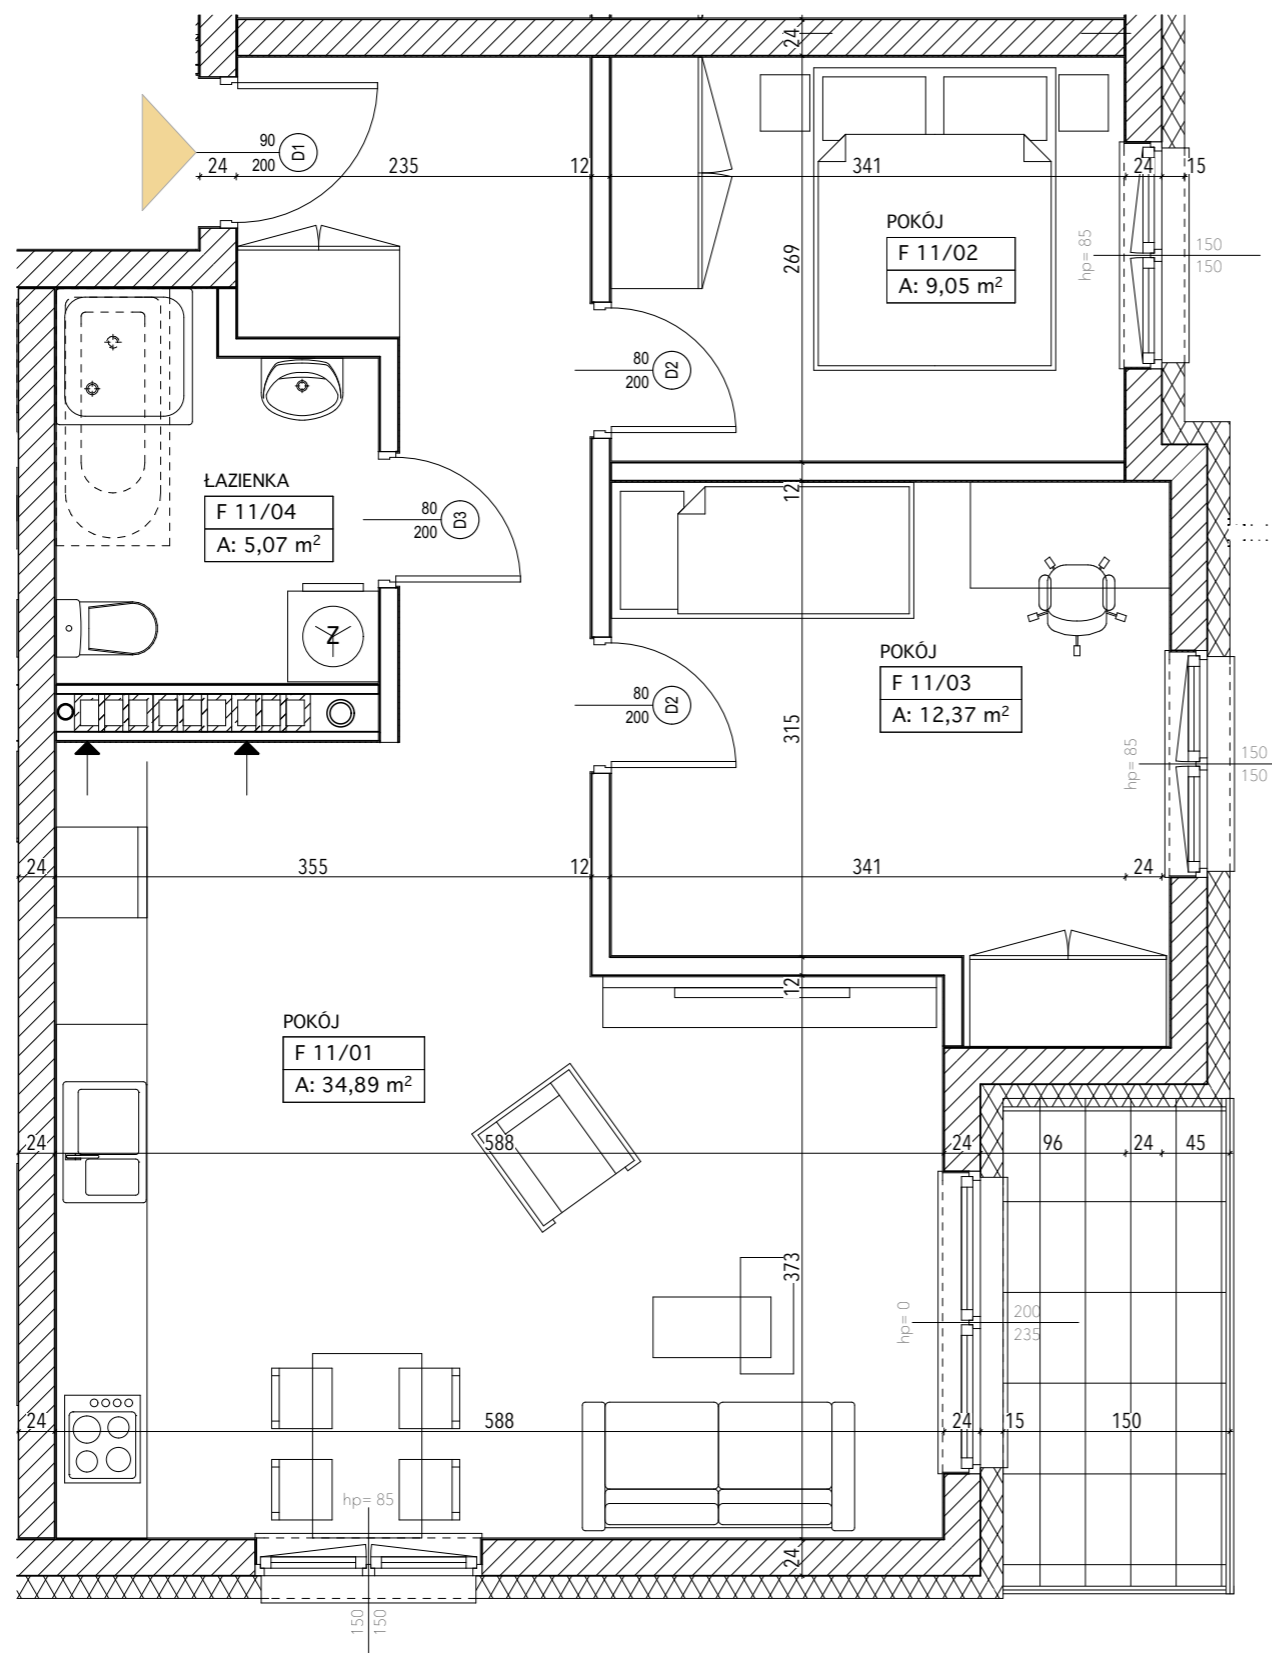 24
90
200
D1
24
235
12
341
24
15
POKÓJ
F 11/02
A: 9,05 m²
269
hp= 85
150
150
80
200
D2
ŁAZIENKA
F 11/04
A: 5,07 m²
80
200
D3
12
Z
POKÓJ
F 11/03
A: 12,37 m²
80
200
D2
315
hp= 85
150
150
24
355
12
341
24
12
POKÓJ
F 11/01
A: 34,89 m²
24
588
24
96
24
45
373
hp= 0
200
235
24
588
24
15
150
hp= 85
24
150
150